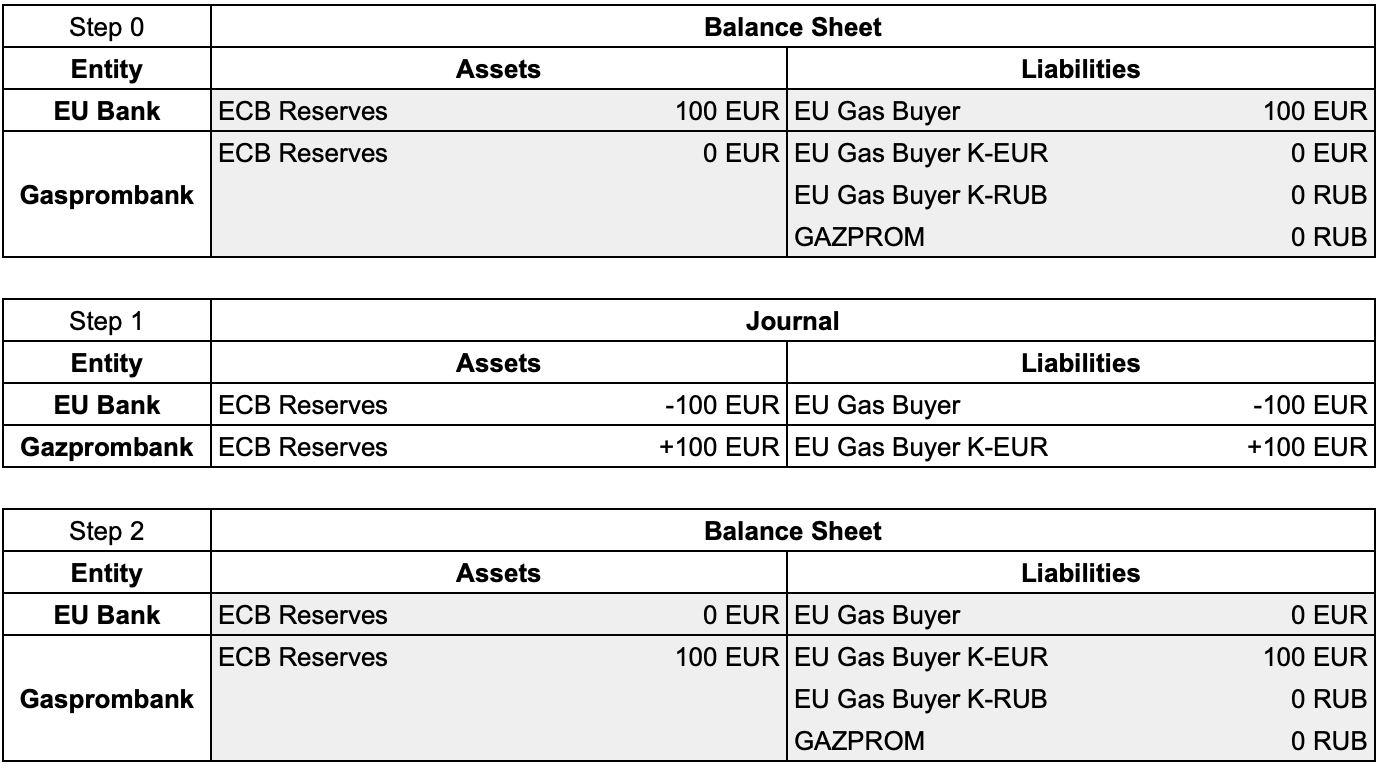 Step 0 Balance Sheet
Entity Assets Liabilities
EU Bank ECB Reserves 100 EUR EU Gas Buyer 100 EUR
ECB Reserves 0 EUR EU Gas Buyer K-EUR 0 EUR
Gasprombank EU Gas Buyer K-RUB 0 RUB
GAZPROM 0 RUB
Step 1 Journal
Entity Assets Liabilities
EU Bank ECB Reserves -100 EUR EU Gas Buyer -100 EUR
Gazprombank ECB Reserves +100 EUR EU Gas Buyer K-EUR +100 EUR
Step 2 Balance Sheet
Entity Assets Liabilities
EU Bank ECB Reserves 0 EUR EU Gas Buyer 0 EUR
ECB Reserves 100 EUR EU Gas Buyer K-EUR 100 EUR
Gasprombank EU Gas Buyer K-RUB 0 RUB
GAZPROM 0 RUB